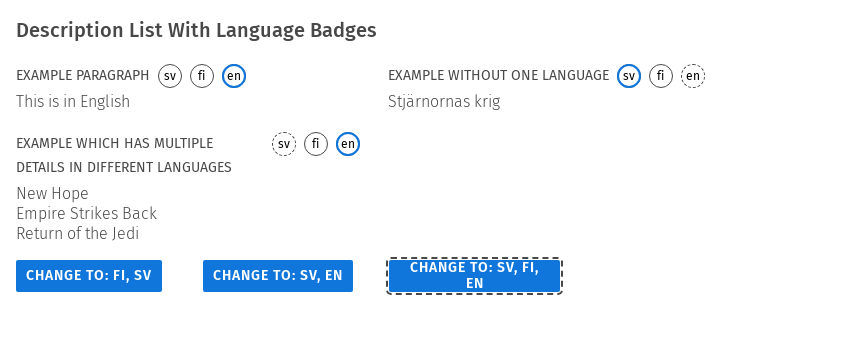 Description List With Language Badges
EXAMPLE PARAGRAPH sv fi en
This is in English
EXAMPLE WITHOUT ONE LANGUAGE sv fi en
Stjärnornas krig
EXAMPLE WHICH HAS MULTIPLE sv fi en
DETAILS IN DIFFERENT LANGUAGES
New Hope
Empire Strikes Back
Return of the Jedi
CHANGE TO: FI, SV
CHANGE TO: SV, EN
CHANGE TO: SV, FI,
EN